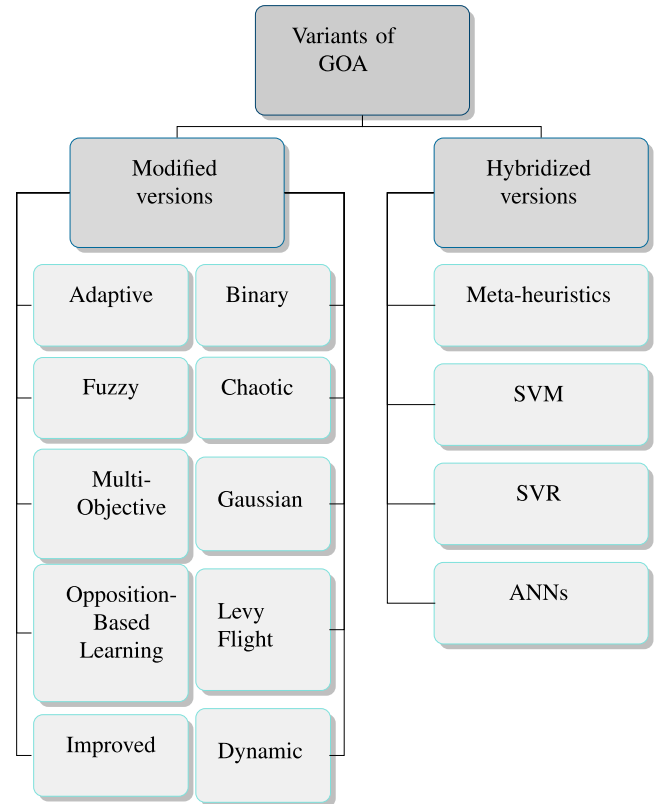 Variants of
GOA
Modified
versions
Hybridized
versions
Adaptive
Binary
Meta-heuristics
Fuzzy
Chaotic
SVM
Multi-
Objective
Gaussian
SVR
Opposition-
Based
Learning
Levy
Flight
ANNs
Improved
Dynamic